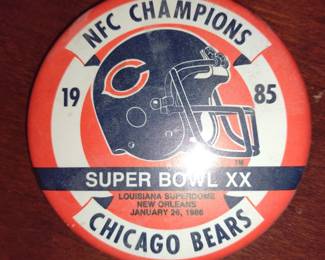 NFC CHAMPIONS
19 85
TM
SUPER BOWL XX
LOUISIANA SUPERDOME
NEW ORLEANS
JANUARY 26, 1986
CHICAGO BEARS